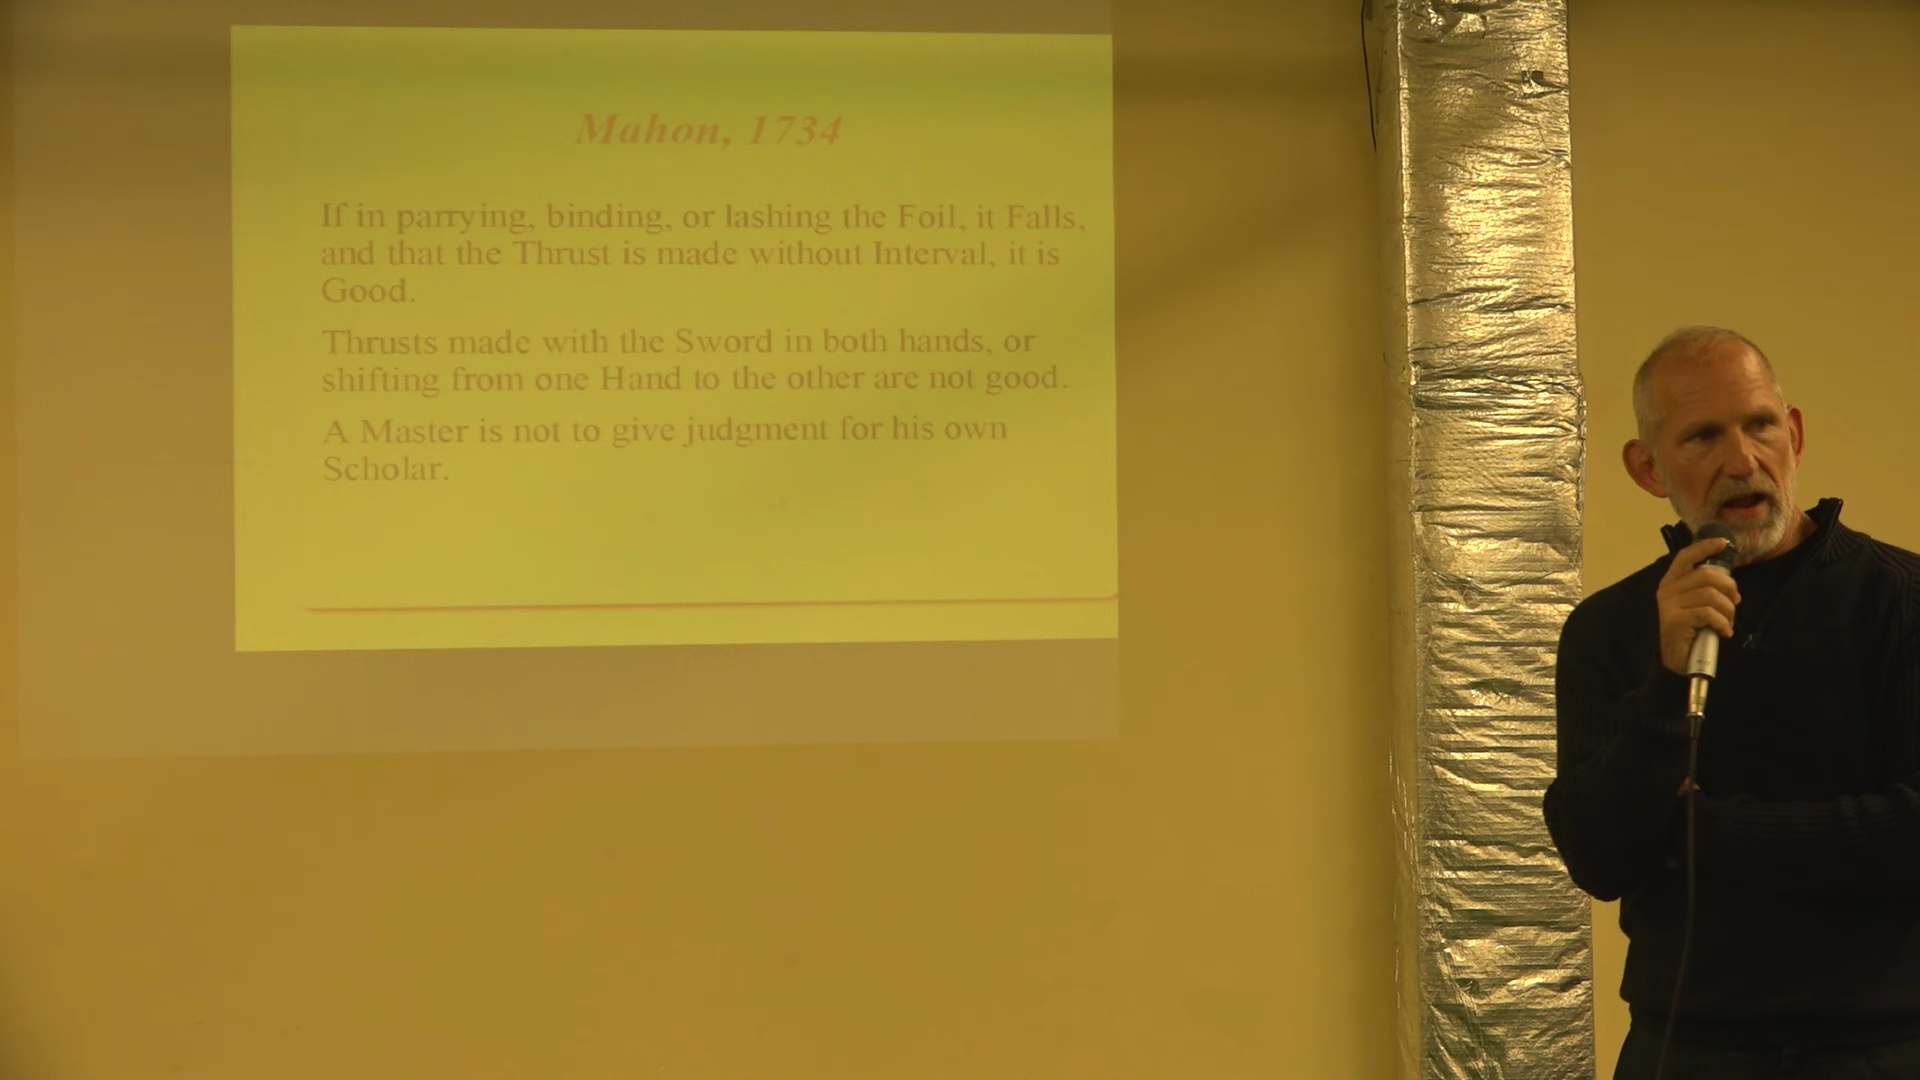 Mahon, 1734
If in parrying, binding, or lashing the Foil, it Falls,
and that the Thrust is made without Interval, it is
Good.
Thrusts made with the Sword in both hands, or
shifting from one Hand to the other are not good.
A Master is not to give judgment for his own
Scholar.